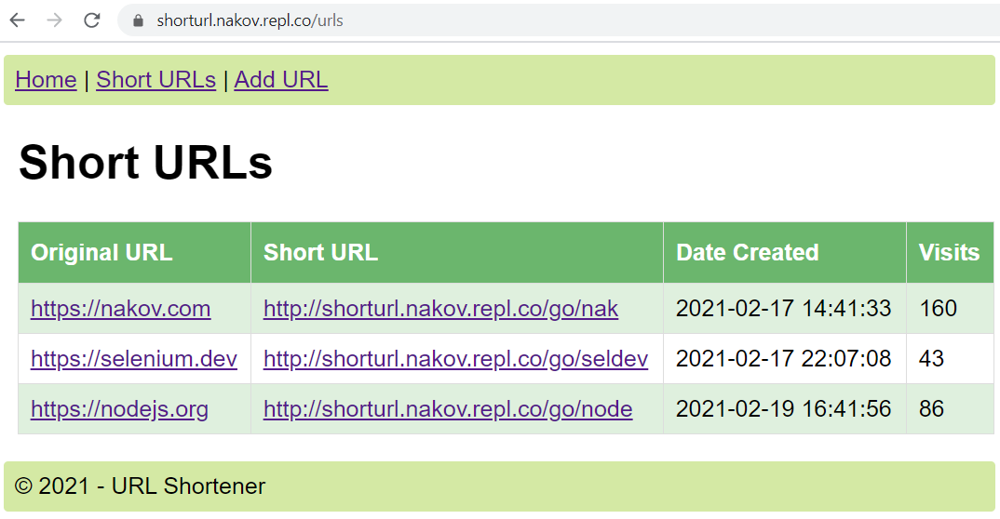 shorturl.nakov.repl.co/urls
Home | Short URLs | Add URL
Short URLs
Original URL Short URL Date Created Visits
https://nakov.com http://shorturl.nakov.repl.co/go/nak 2021-02-17 14:41:33 160
https://selenium.dev http://shorturl.nakov.repl.co/go/seldev 2021-02-17 22:07:08 43
https://nodejs.org http://shorturl.nakov.repl.co/go/node 2021-02-19 16:41:56 86
© 2021 - URL Shortener